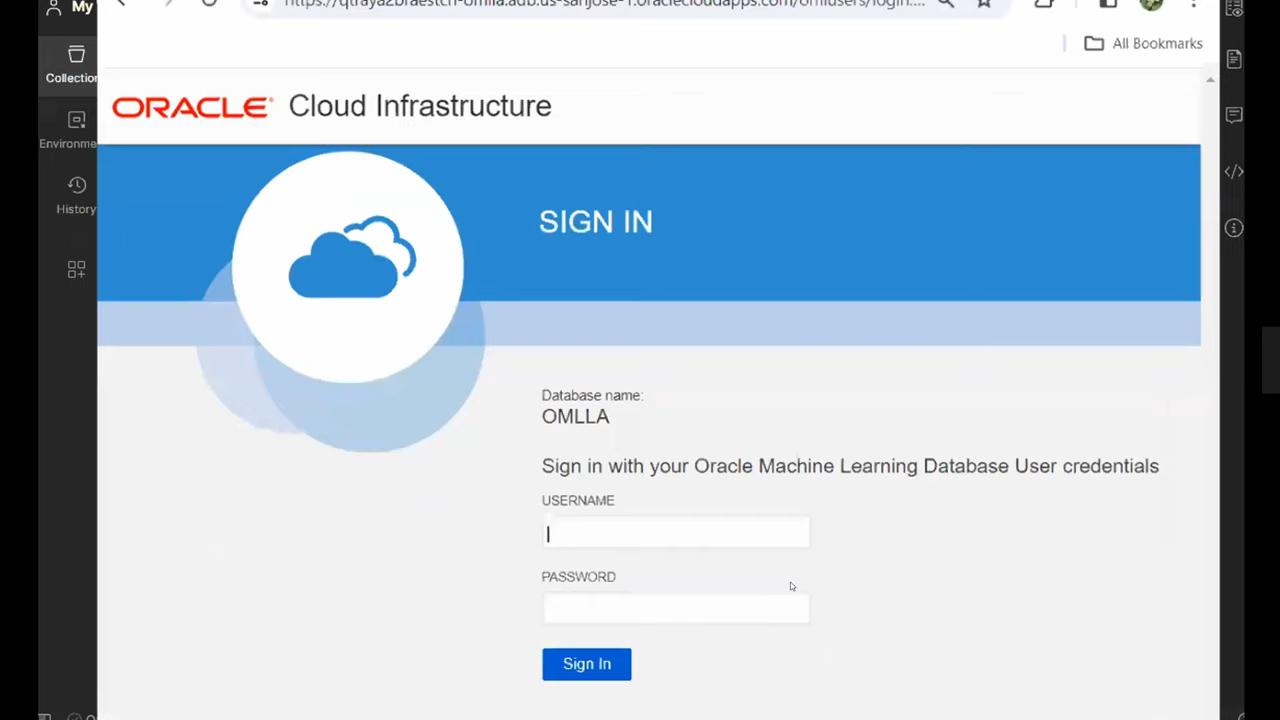 My
Collection
Environme
History
All Bookmarks
ORACLE Cloud Infrastructure
SIGN IN
Database name:
OMLLA
Sign in with your Oracle Machine Learning Database User credentials
USERNAME
PASSWORD
Sign In